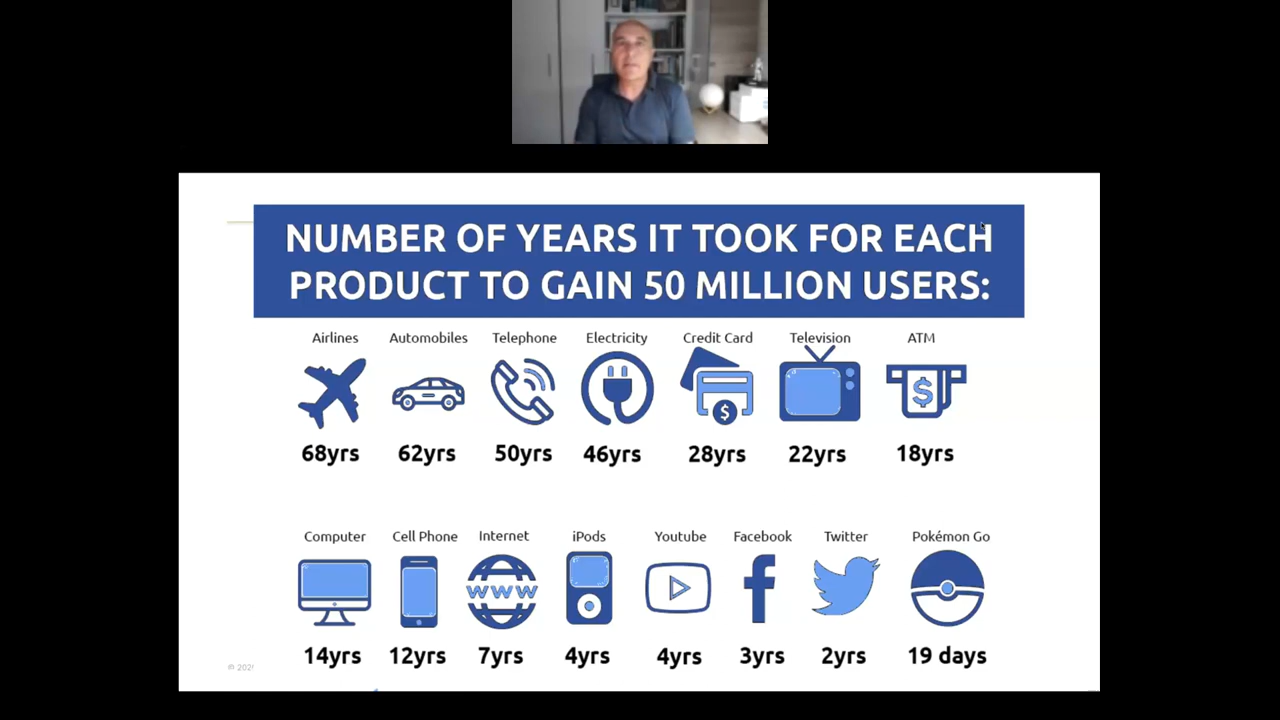 NUMBER OF YEARS IT TOOK FOR EACH
PRODUCT TO GAIN 50 MILLION USERS:
Airlines Automobiles Telephone Electricity Credit Card Television ATM
$ $
68yrs 62yrs 50yrs 46yrs 28yrs 22yrs 18yrs
Computer Cell Phone Internet iPods Youtube Facebook Twitter Pokémon Go
www
14yrs 12yrs 7yrs 4yrs 4yrs 3yrs 2yrs 19 days